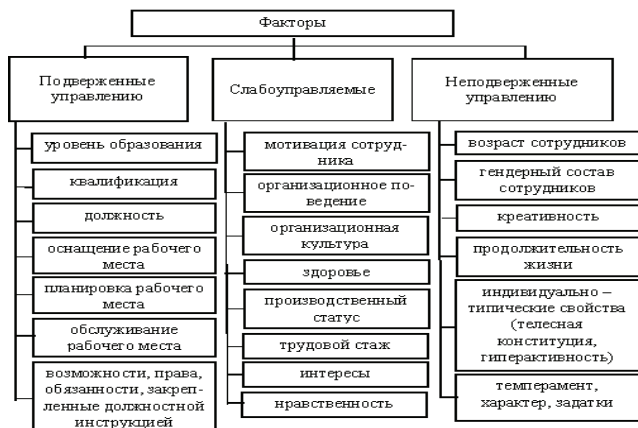 Факторы
Подверженные
управлению
Слабоуправляемые
Неподверженные
управлению
уровень образования
квалификация
должность
оснащение рабочего
места
планировка рабочего
места
обслуживание
рабочего места
возможности, права,
обязанности, закреп-
ленные должностной
инструкцией
мотивация сотруд-
ника
организационное по-
ведение
организационная
культура
здоровье
производственный
статус
трудовой стаж
интересы
нравственность
возраст сотрудников
гендерный состав
сотрудников
креативность
продолжительность
жизни
индивидуально –
типические свойства
(телесная
конституция,
гиперактивность)
темперамент,
характер, задатки